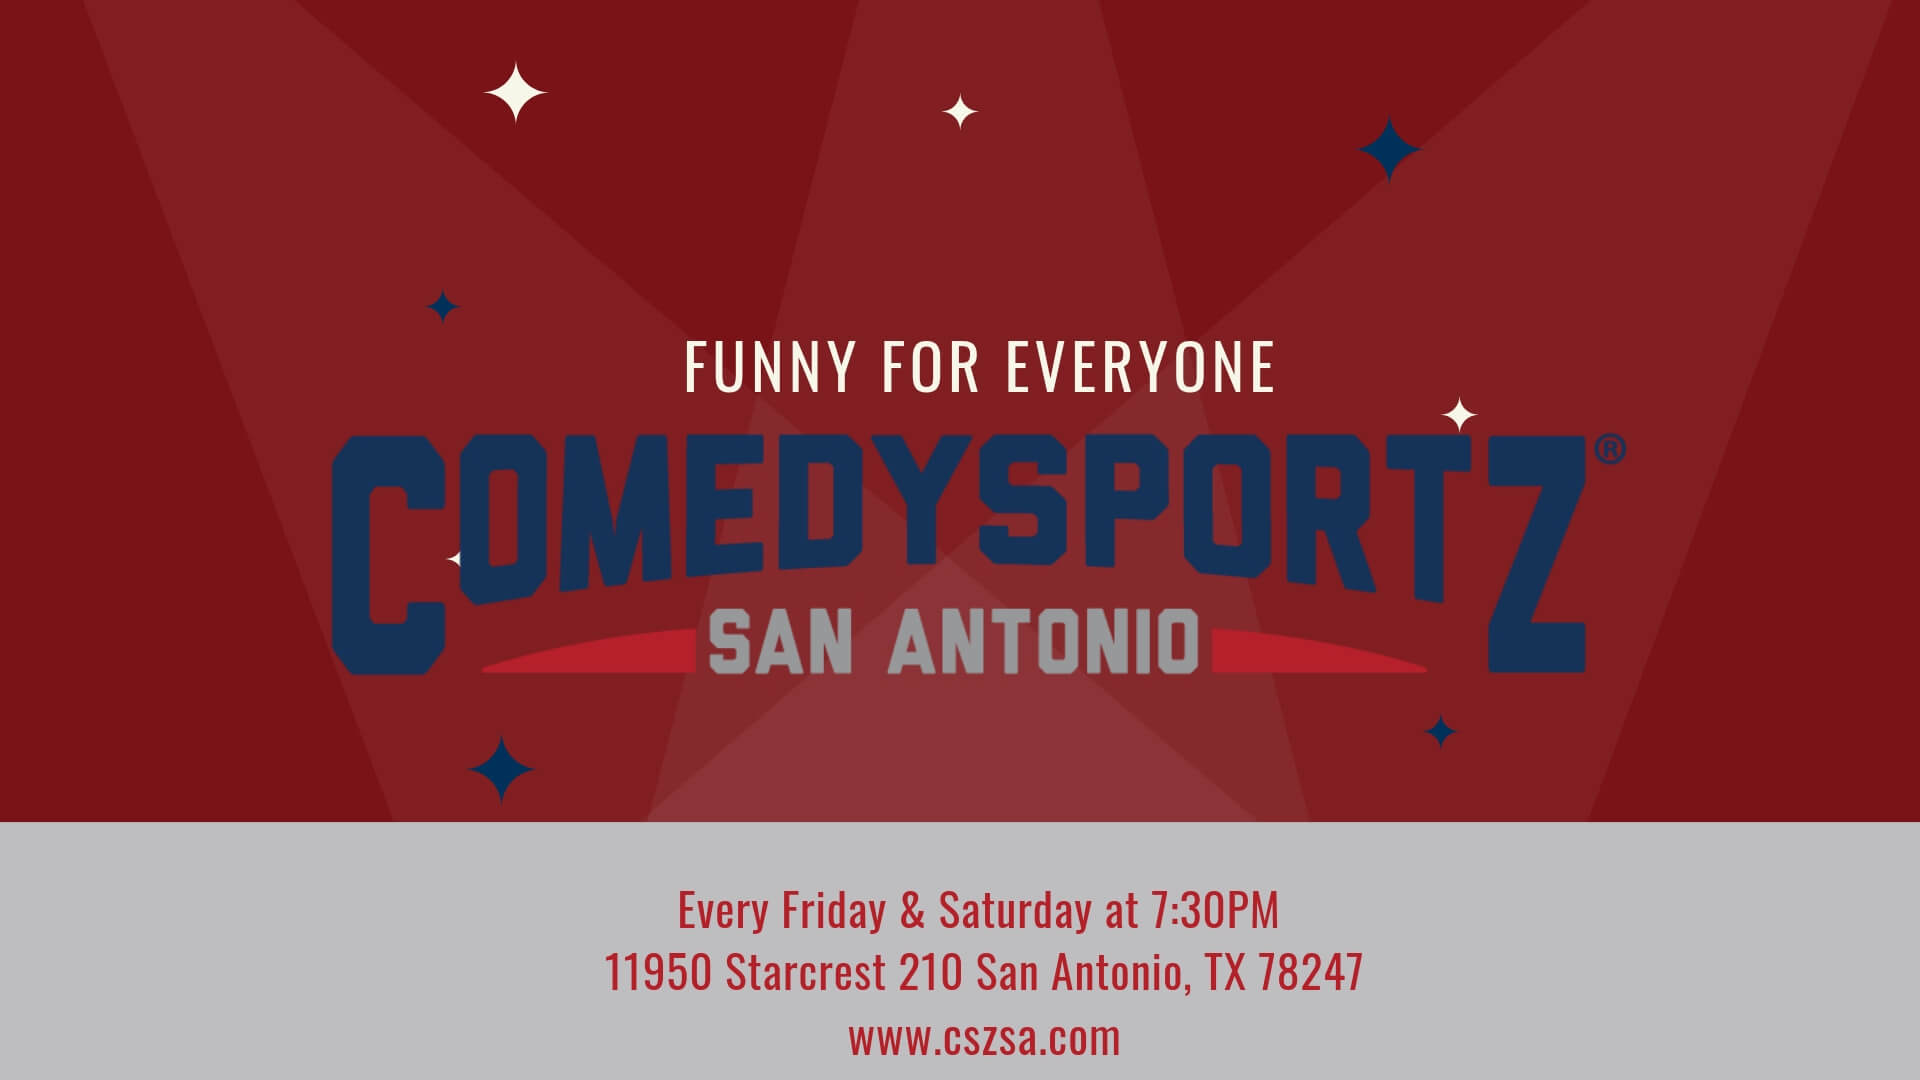 FUNNY FOR EVERYONE
COMEDYSPORTZ®
SAN ANTONIO
Every Friday & Saturday at 7:30PM
11950 Starcrest 210 San Antonio, TX 78247
www.cszsa.com